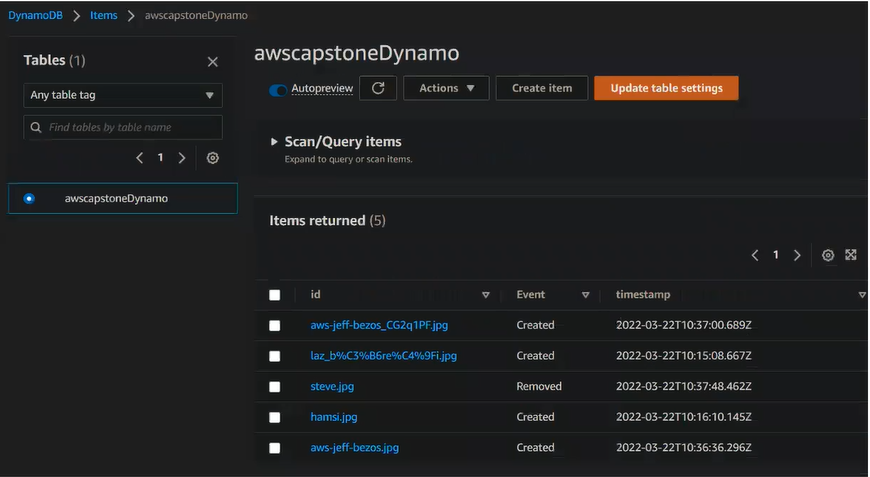 DynamoDB > Items > awscapstoneDynamo
Tables (1)
Any table tag
Find tables by table name
1
awscapstoneDynamo
awscapstoneDynamo
Autopreview
Actions
Create item
Update table settings
Scan/Query items
Expand to query or scan items.
Items returned (5)
1
id Event timestamp
aws-jeff-bezos_CG2q1PF.jpg Created 2022-03-22T10:37:00.689Z
laz_b%C3%B6re%C4%9Fi.jpg Created 2022-03-22T10:15:08.667Z
steve.jpg Removed 2022-03-22T10:37:48.462Z
hamsi.jpg Created 2022-03-22T10:16:10.145Z
aws-jeff-bezos.jpg Created 2022-03-22T10:36:36.296Z